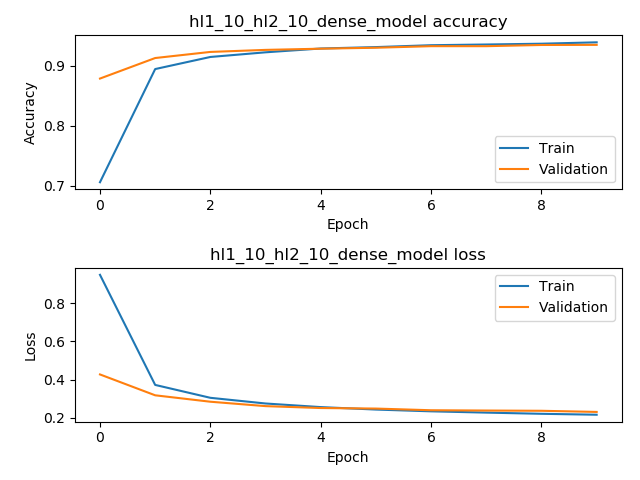 hl1_10_hl2_10_dense_model accuracy
0.9
0.8
0.7
Accuracy
Train
Validation
0 2 4 6 8
Epoch
hl1_10_hl2_10_dense_model loss
0.8
0.6
0.4
0.2
Loss
Train
Validation
0 2 4 6 8
Epoch